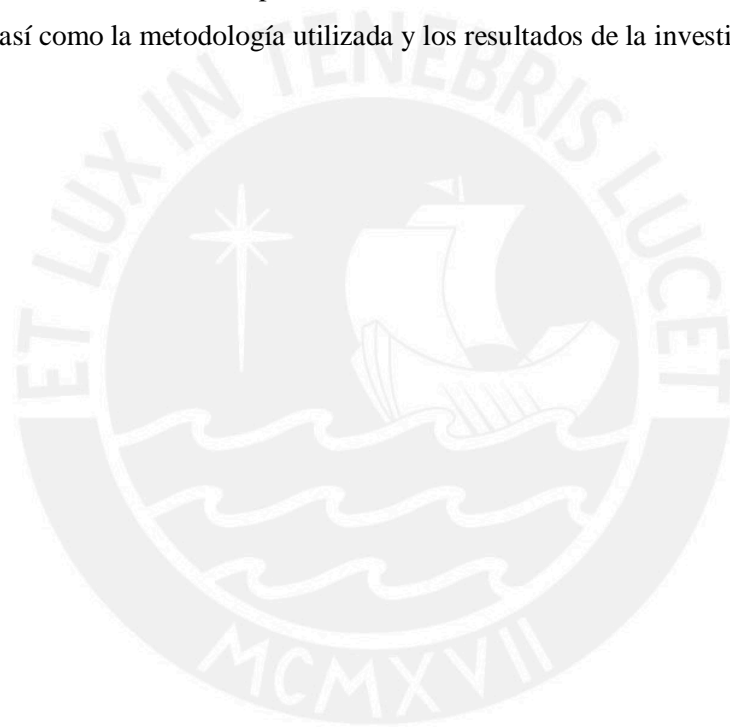 así como la metodología utilizada y los resultados de la investi
ET LUX IN TENEBRIS LUCET
MCMXVII